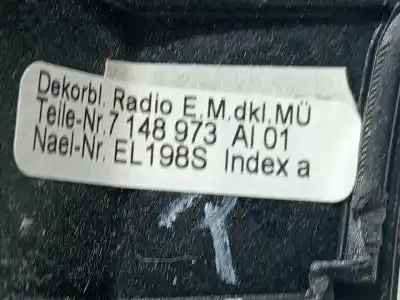 Dekorbl. Radio E.M.dkl.MÜ
Teile-Nr.7 148 973 AI 01
Nael-Nr. EL198S Index a